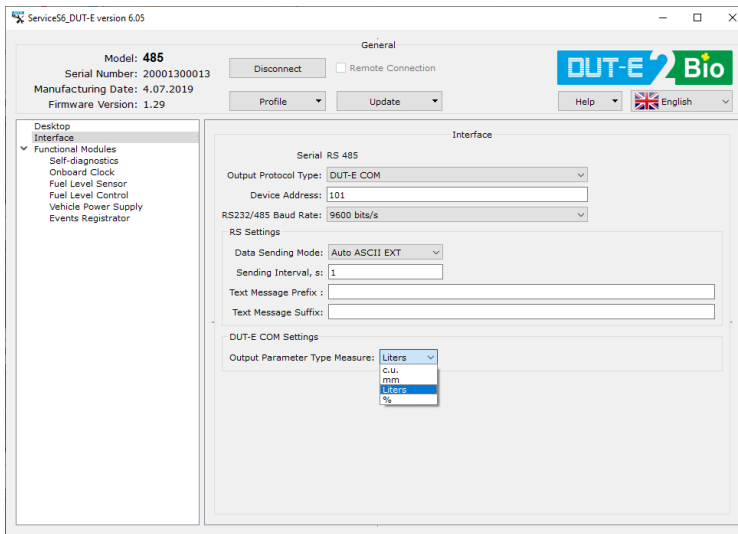 ServiceS6_DUT-E version 6.05
General
Model: 485
Serial Number: 20001300013
Manufacturing Date: 4.07.2019
Firmware Version: 1.29
Disconnect
Remote Connection
Profile
Update
DUT-E 2 Bio
Help
English
Desktop
Interface
Functional Modules
Self-diagnostics
Onboard Clock
Fuel Level Sensor
Fuel Level Control
Vehicle Power Supply
Events Registrator
Interface
Serial RS 485
Output Protocol Type: DUT-E COM
Device Address: 101
RS232/485 Baud Rate: 9600 bits/s
RS Settings
Data Sending Mode: Auto ASCII EXT
Sending Interval, s: 1
Text Message Prefix :
Text Message Suffix:
DUT-E COM Settings
Output Parameter Type Measure: Liters
c.u.
mm
Liters
%